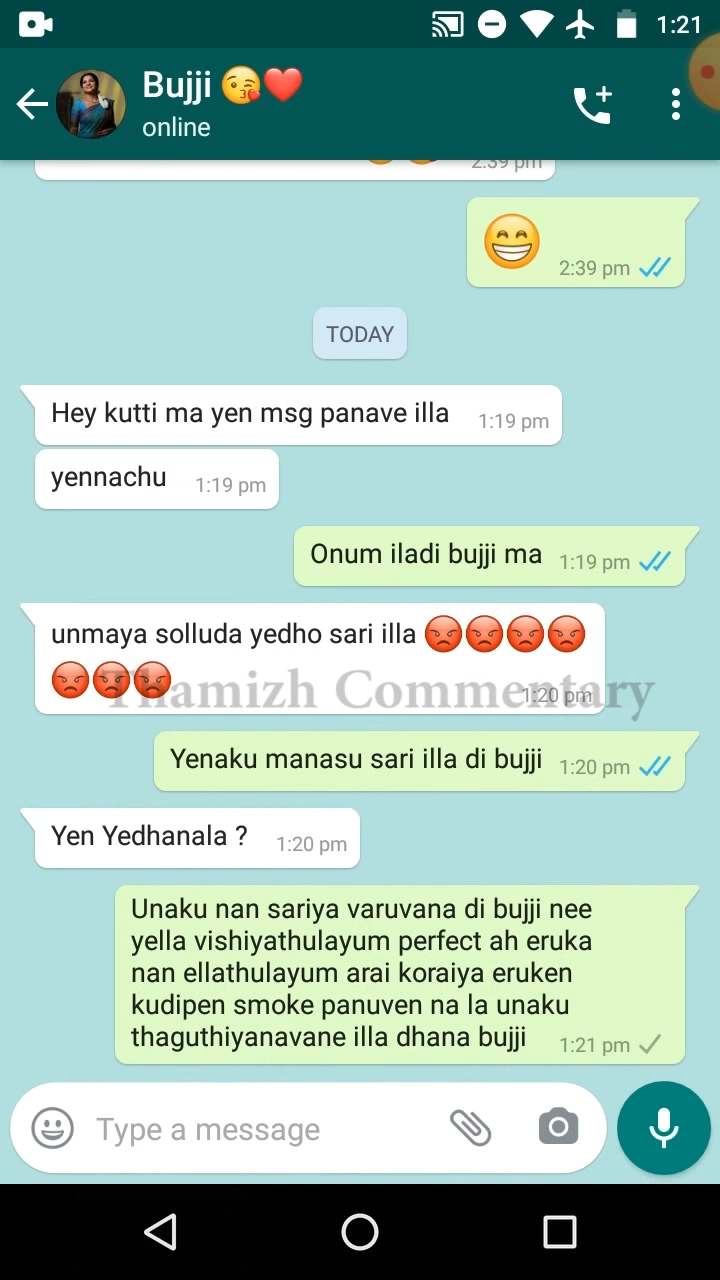 1:21
Bujji 😘❤️
online
2:39 pm
😁 2:39 pm
TODAY
Hey kutti ma yen msg panave illa 1:19 pm
yennachu 1:19 pm
Onum iladi bujji ma 1:19 pm
unmaya solluda yedho sari illa 😡😡😡😡
😡😡😡 1:20 pm
Thamizh Commentary
Yenaku manasu sari illa di bujji 1:20 pm
Yen Yedhanala ? 1:20 pm
Unaku nan sariya varuvana di bujji nee
yella vishiyathulayum perfect ah eruka
nan ellathulayum arai koraiya eruken
kudipen smoke panuven na la unaku
thaguthiyanavane illa dhana bujji 1:21 pm
Type a message